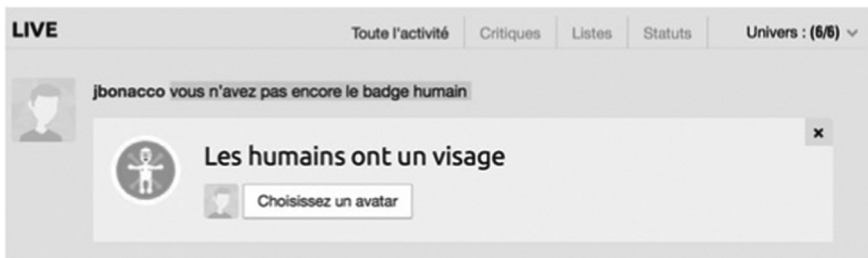 LIVE Toute l'activité Critiques Listes Statuts Univers : (6/6)
jbonacco vous n'avez pas encore le badge humain
Les humains ont un visage
Choisissez un avatar